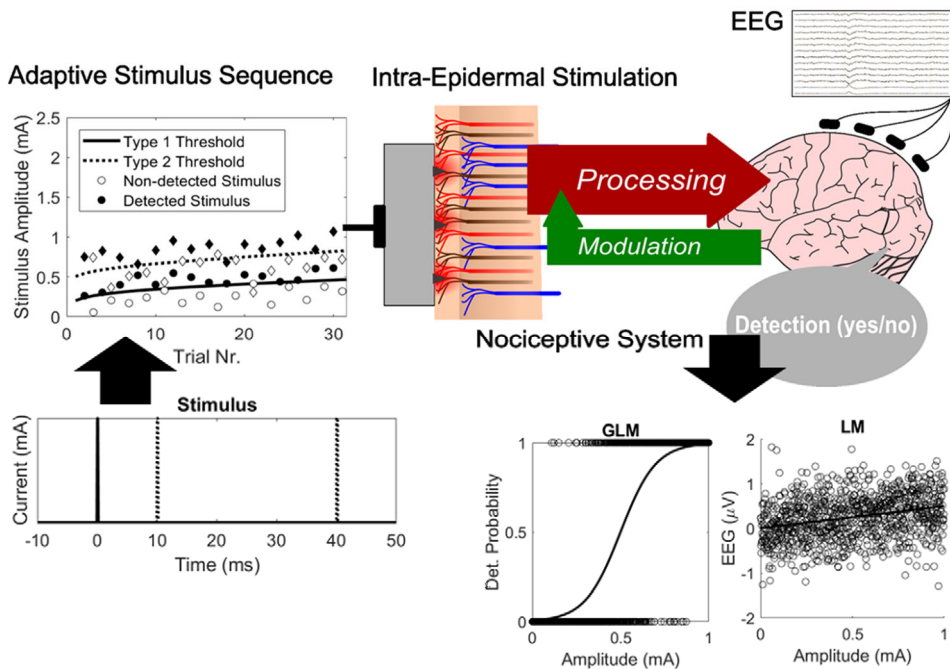 EEG
Adaptive Stimulus Sequence
Intra-Epidermal Stimulation
Stimulus Amplitude (mA)
2.5
2
1.5
1
0.5
0
Type 1 Threshold
Type 2 Threshold
Non-detected Stimulus
Detected Stimulus
0 10 20 30
Trial Nr.
Processing
Modulation
Nociceptive System
Detection (yes/no)
Stimulus
Current (mA)
-10 0 10 20 30 40 50
Time (ms)
GLM
Det. Probability
1
0.5
0
0 0.5 1
Amplitude (mA)
LM
EEG (μV)
2
1
0
-1
-2
0 0.5 1
Amplitude (mA)